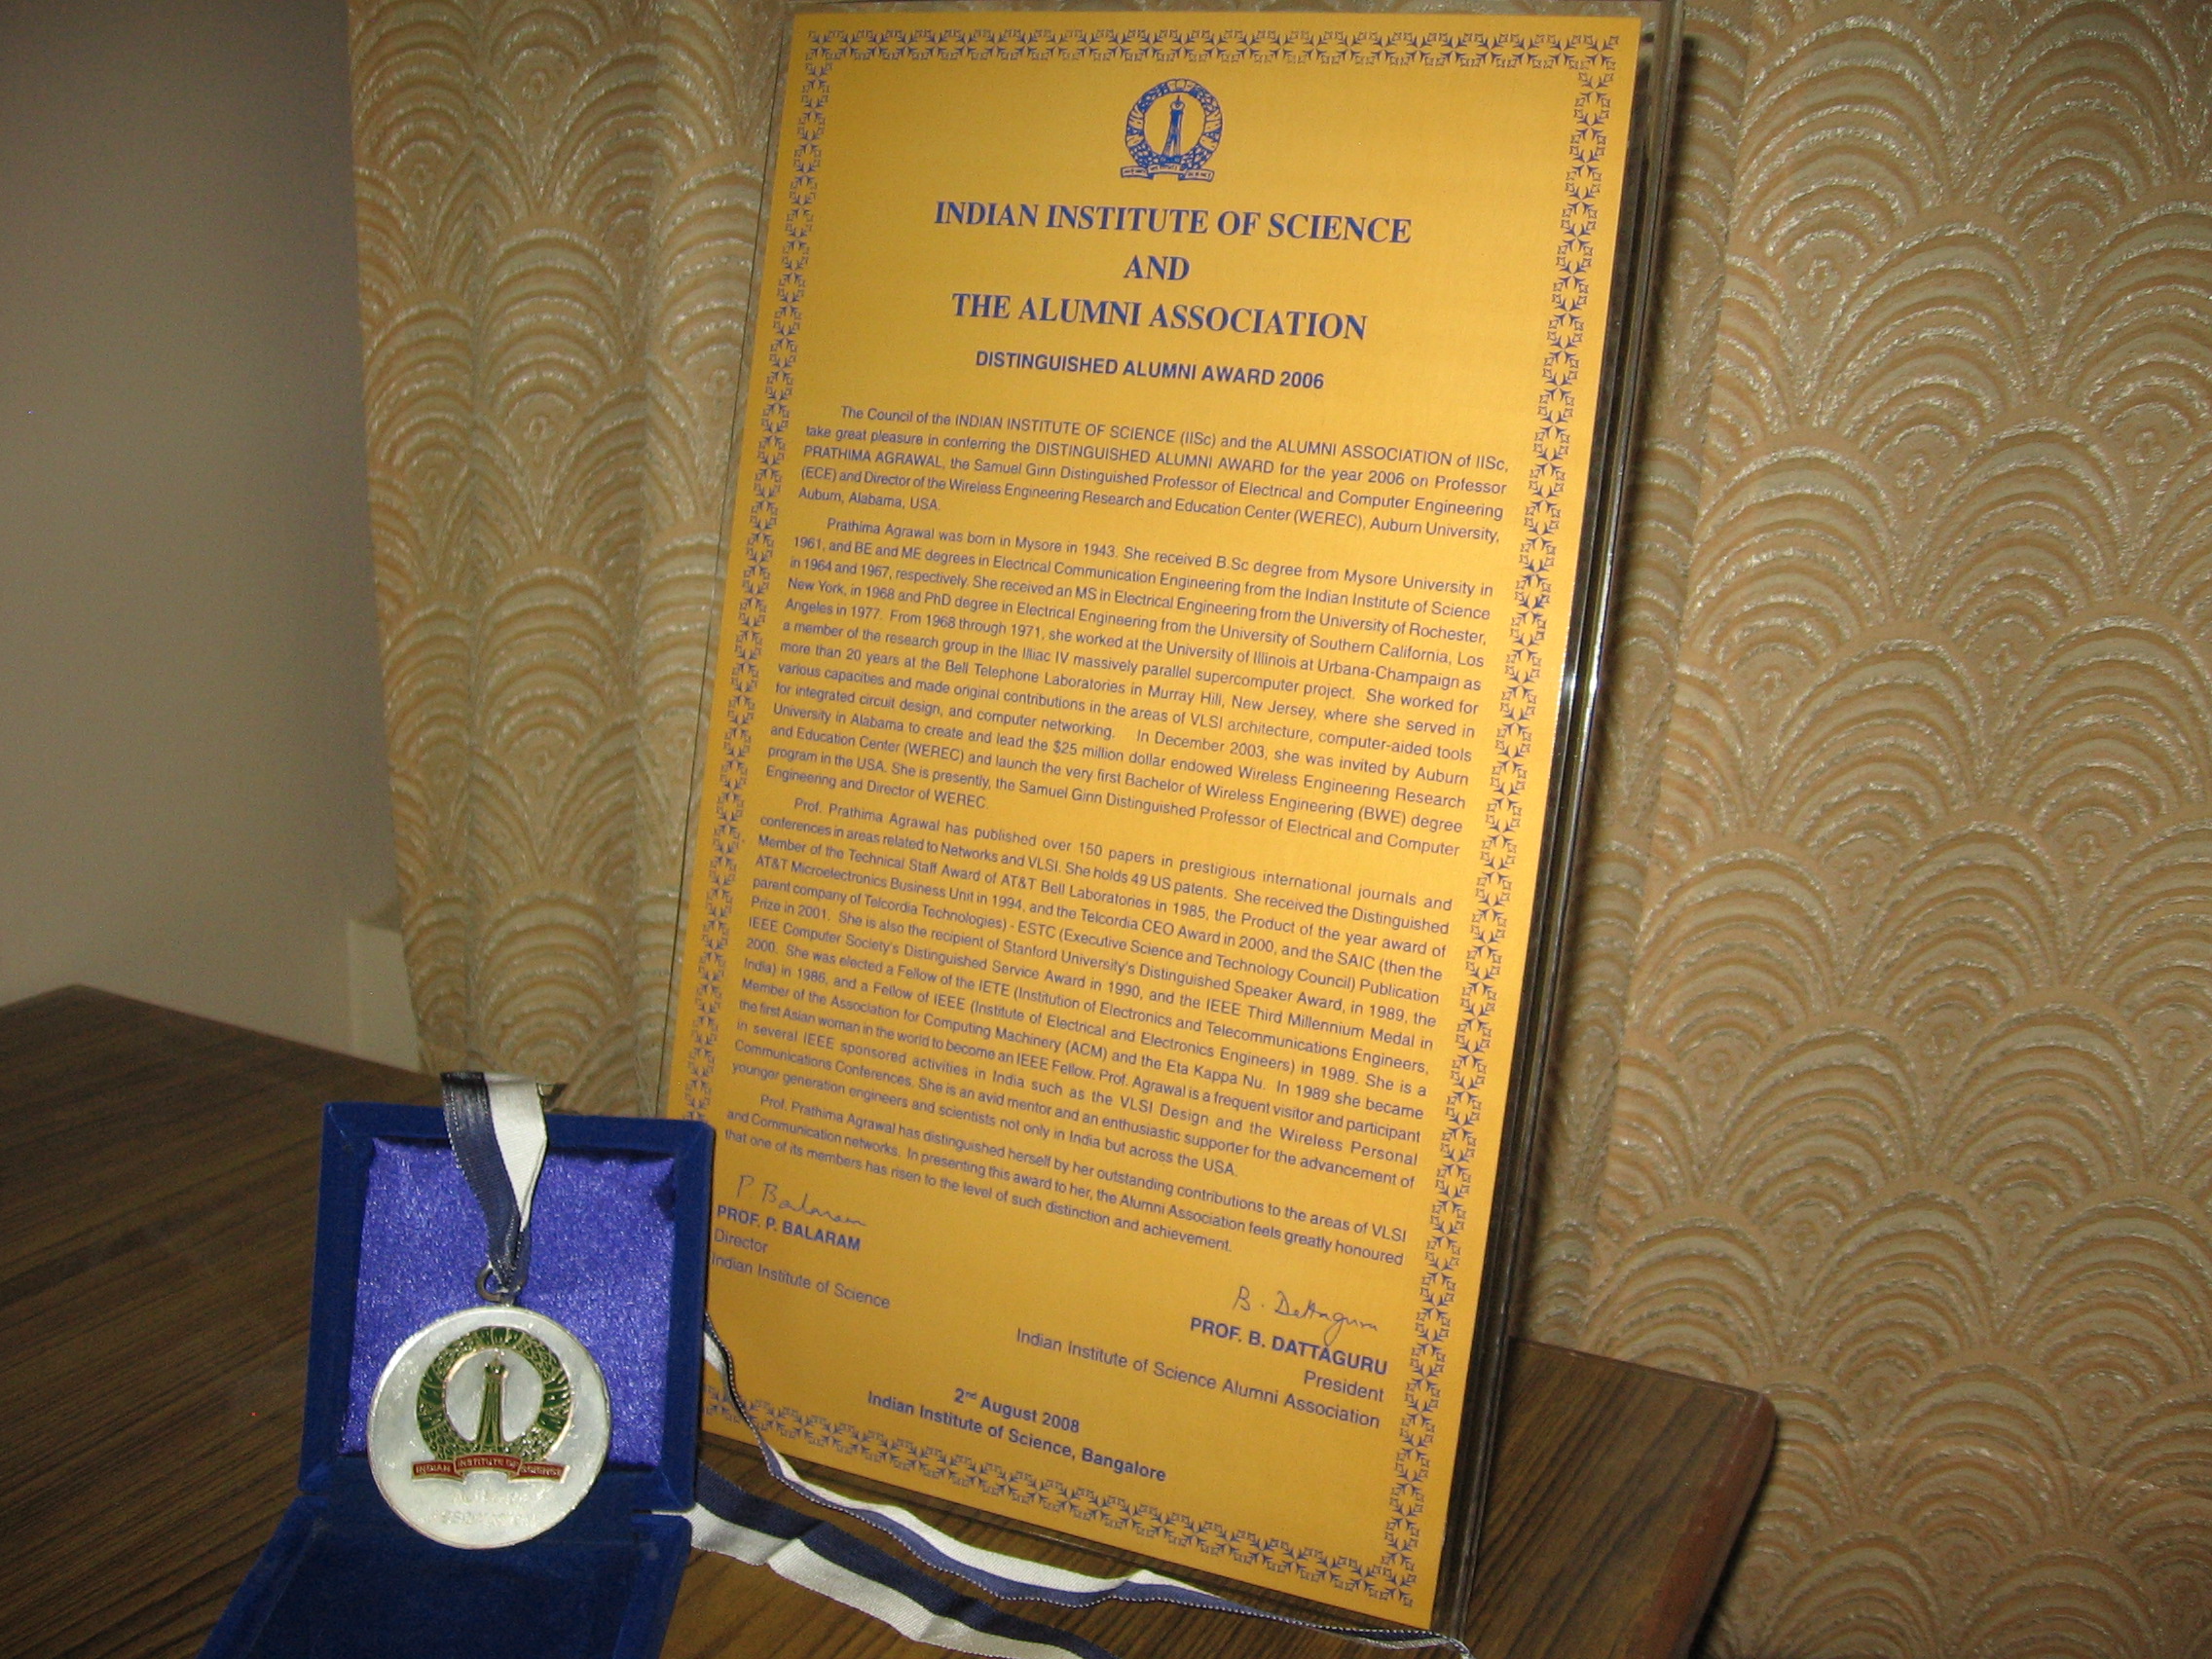 INDIAN INSTITUTE OF SCIENCE
AND
THE ALUMNI ASSOCIATION
DISTINGUISHED ALUMNI AWARD 2006
The Council of the INDIAN INSTITUTE OF SCIENCE (IISc) and the ALUMNI ASSOCIATION of IISc,
take great pleasure in conferring the DISTINGUISHED ALUMNI AWARD for the year 2006 on Professor
PRATHIMA AGRAWAL, the Samuel Ginn Distinguished Professor of Electrical and Computer Engineering
(ECE) and Director of the Wireless Engineering Research and Education Center (WEREC), Auburn University,
Auburn, Alabama, USA.
Prathima Agrawal was born in Mysore in 1943. She received B.Sc degree from Mysore University in
1961, and BE and ME degrees in Electrical Communication Engineering from the Indian Institute of Science
in 1964 and 1967, respectively. She received an MS in Electrical Engineering from the University of Rochester,
New York, in 1968 and PhD degree in Electrical Engineering from the University of Southern California, Los
Angeles in 1977. From 1968 through 1971, she worked at the University of Illinois at Urbana-Champaign as
a member of the research group in the Illiac IV massively parallel supercomputer project. She worked for
more than 20 years at the Bell Telephone Laboratories in Murray Hill, New Jersey, where she served in
various capacities and made original contributions in the areas of VLSI architecture, computer-aided tools
for integrated circuit design, and computer networking. In December 2003, she was invited by Auburn
University in Alabama to create and lead the $25 million dollar endowed Wireless Engineering Research
and Education Center (WEREC) and launch the very first Bachelor of Wireless Engineering (BWE) degree
program in the USA. She is presently, the Samuel Ginn Distinguished Professor of Electrical and Computer
Engineering and Director of WEREC.
Prof. Prathima Agrawal has published over 150 papers in prestigious international journals and
conferences in areas related to Networks and VLSI. She holds 49 US patents. She received the Distinguished
Member of the Technical Staff Award of AT&T Bell Laboratories in 1985, the Product of the year award of
AT&T Microelectronics Business Unit in 1994, and the Telcordia CEO Award in 2000, and the SAIC (then the
parent company of Telcordia Technologies) - ESTC (Executive Science and Technology Council) Publication
Prize in 2001. She is also the recipient of Stanford University's Distinguished Speaker Award, in 1989, the
IEEE Computer Society's Distinguished Service Award in 1990, and the IEEE Third Millennium Medal in
2000. She was elected a Fellow of the IETE (Institution of Electronics and Telecommunications Engineers,
India) in 1986, and a Fellow of IEEE (Institute of Electrical and Electronics Engineers) in 1989. She is a
Member of the Association for Computing Machinery (ACM) and the Eta Kappa Nu. In 1989 she became
the first Asian woman in the world to become an IEEE Fellow. Prof. Agrawal is a frequent visitor and participant
in several IEEE sponsored activities in India such as the VLSI Design and the Wireless Personal
Communications Conferences. She is an avid mentor and an enthusiastic supporter for the advancement of
younger generation engineers and scientists not only in India but across the USA.
Prof. Prathima Agrawal has distinguished herself by her outstanding contributions to the areas of VLSI
and Communication networks. In presenting this award to her, the Alumni Association feels greatly honoured
that one of its members has risen to the level of such distinction and achievement.
P Balaram
PROF. P. BALARAM
Director
Indian Institute of Science
B. Dattaguru
PROF. B. DATTAGURU
President
Indian Institute of Science Alumni Association
2nd August 2008
Indian Institute of Science, Bangalore
INDIAN INSTITUTE OF SCIENCE